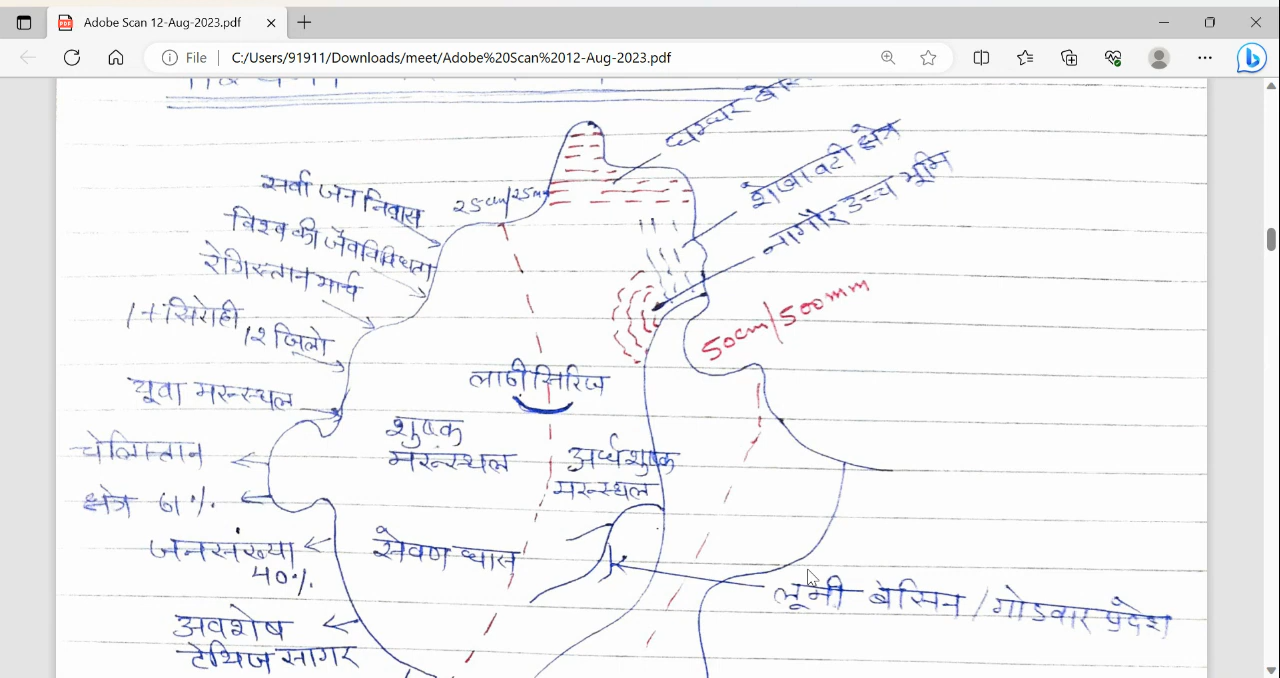 Adobe Scan 12-Aug-2023.pdf
File
C:/Users/91911/Downloads/meet/Adobe%20Scan%2012-Aug-2023.pdf
घग्घर
शेखावटी क्षेत्र
नागौर उच्च भूमि
25cm/25mm
सर्वा जन निवास
विश्व की जैवविविधता
रेगिस्तान मार्च
50cm/500mm
1+सिरोही
12 जिलो
लाठी सिरिज
यूवा मरुस्थल
शुष्क
मरुस्थल
अर्धशुष्क
मरुस्थल
चेलिस्तान
क्षेत्र 61%
जनसंख्या
40%
सेवण घास
लूनी बेसिन/गोडवार प्रदेश
अवशेष
टेथिज सागर